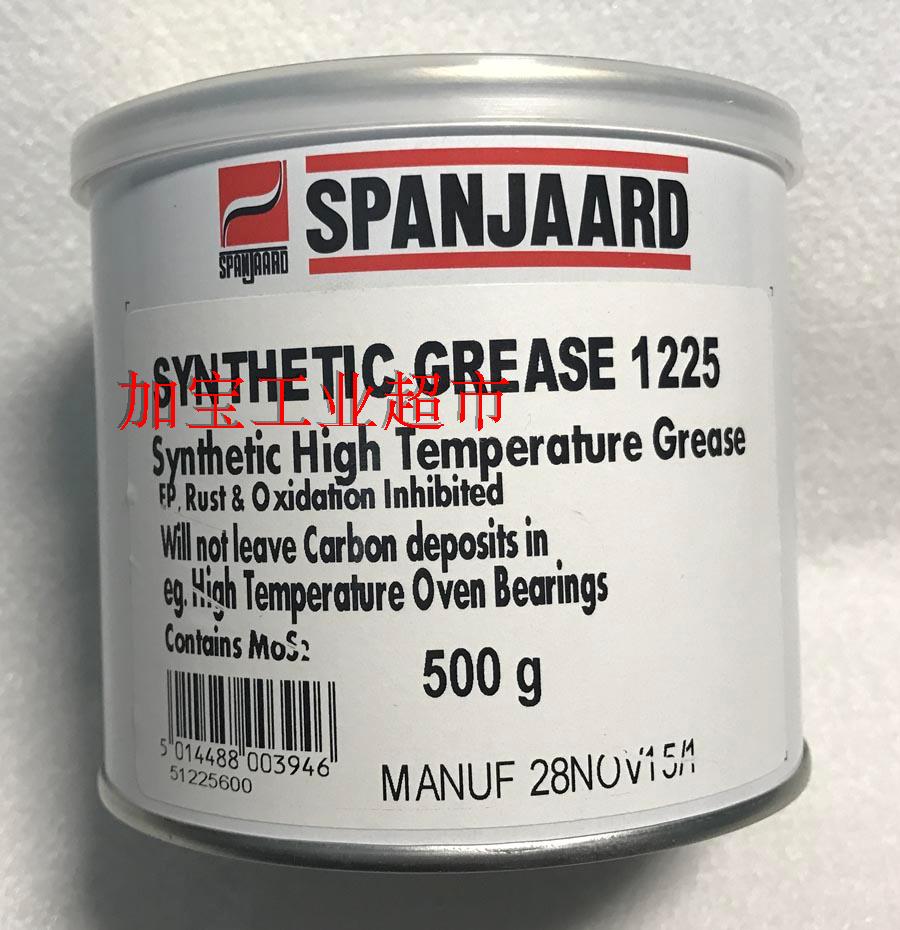 SPANJAARD
SPANJAARD
SYNTHETIC GREASE 1225
加宝工业超市
Synthetic High Temperature Grease
EP, Rust & Oxidation Inhibited
Will not leave Carbon deposits in
eg. High Temperature Oven Bearings
Contains MoS2
500 g
5 014488 003946
51225600
MANUF 28NOV15/1